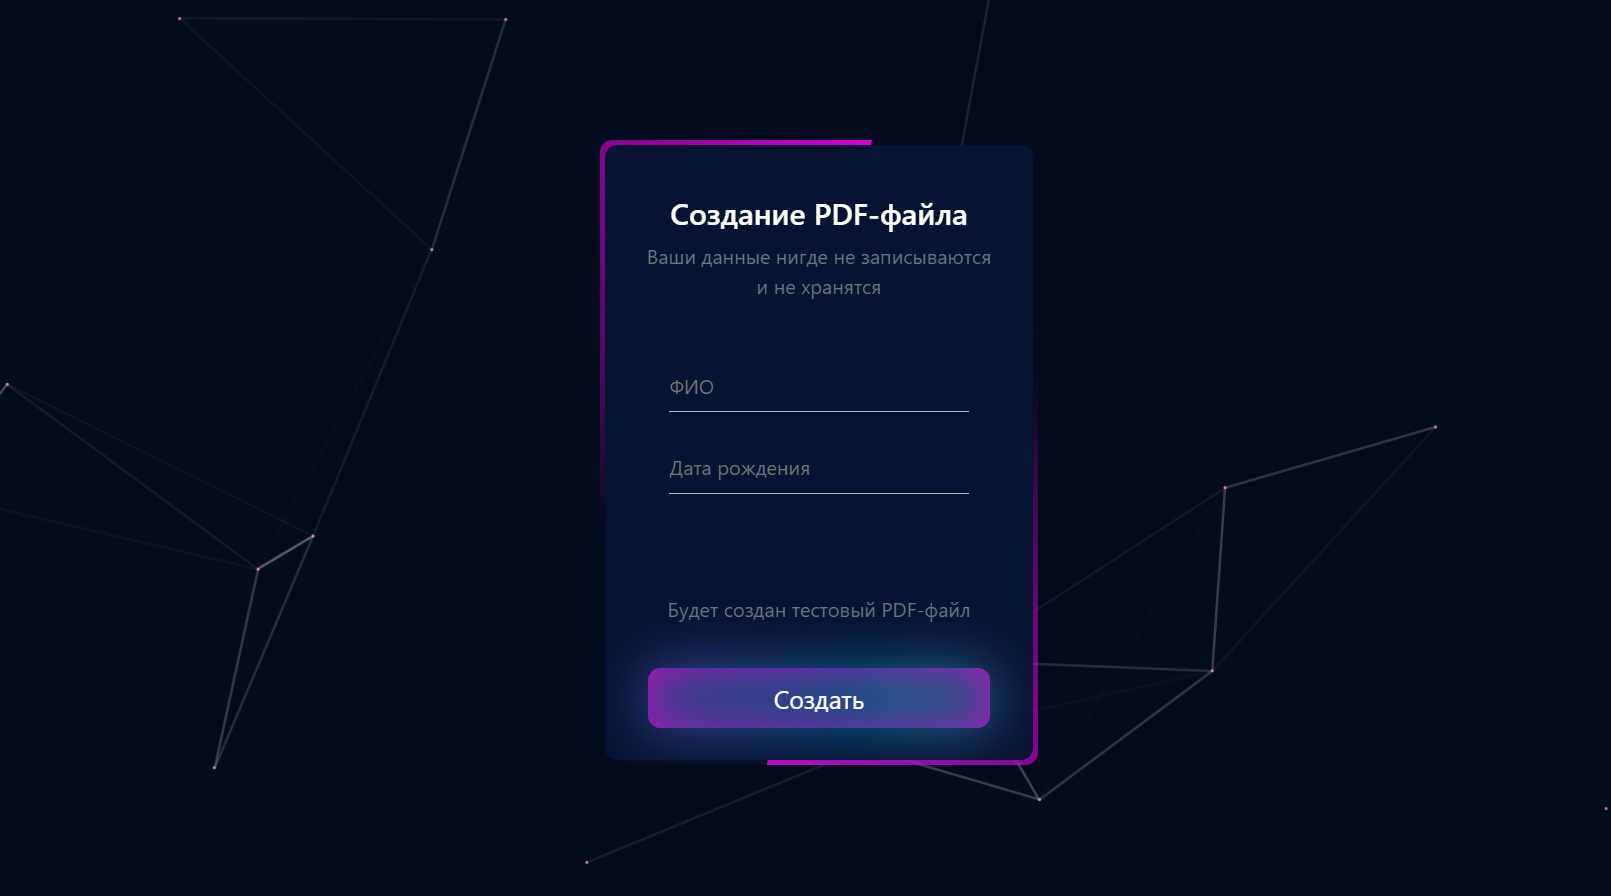 Создание PDF-файла
Ваши данные нигде не записываются
и не хранятся
ФИО
Дата рождения
Будет создан тестовый PDF-файл
Создать